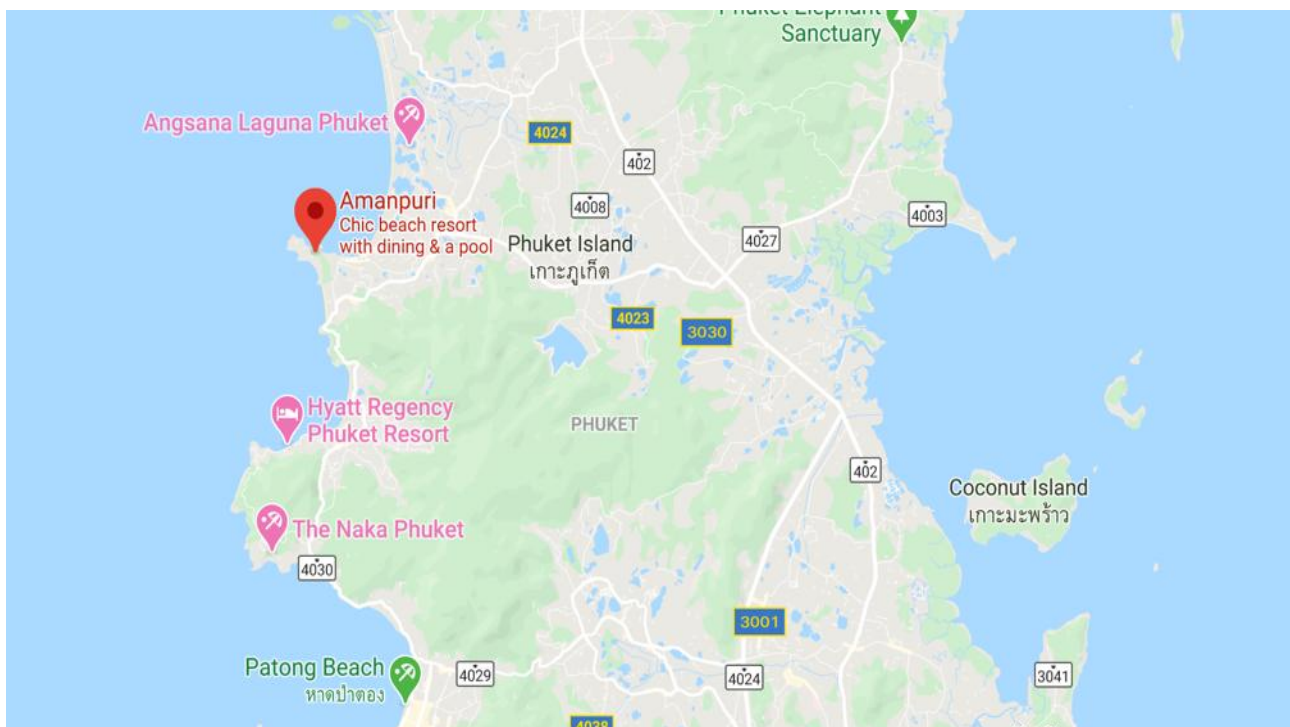 Phuket Elephant
Sanctuary
Angsana Laguna Phuket
4024
402
Amanpuri
Chic beach resort
with dining & a pool
4008
4003
Phuket Island
เกาะภูเก็ต
4027
4023
3030
Hyatt Regency
Phuket Resort
PHUKET
402
Coconut Island
เกาะมะพร้าว
The Naka Phuket
4030
3001
Patong Beach
หาดป่าตอง
4029
4024
3041
4038